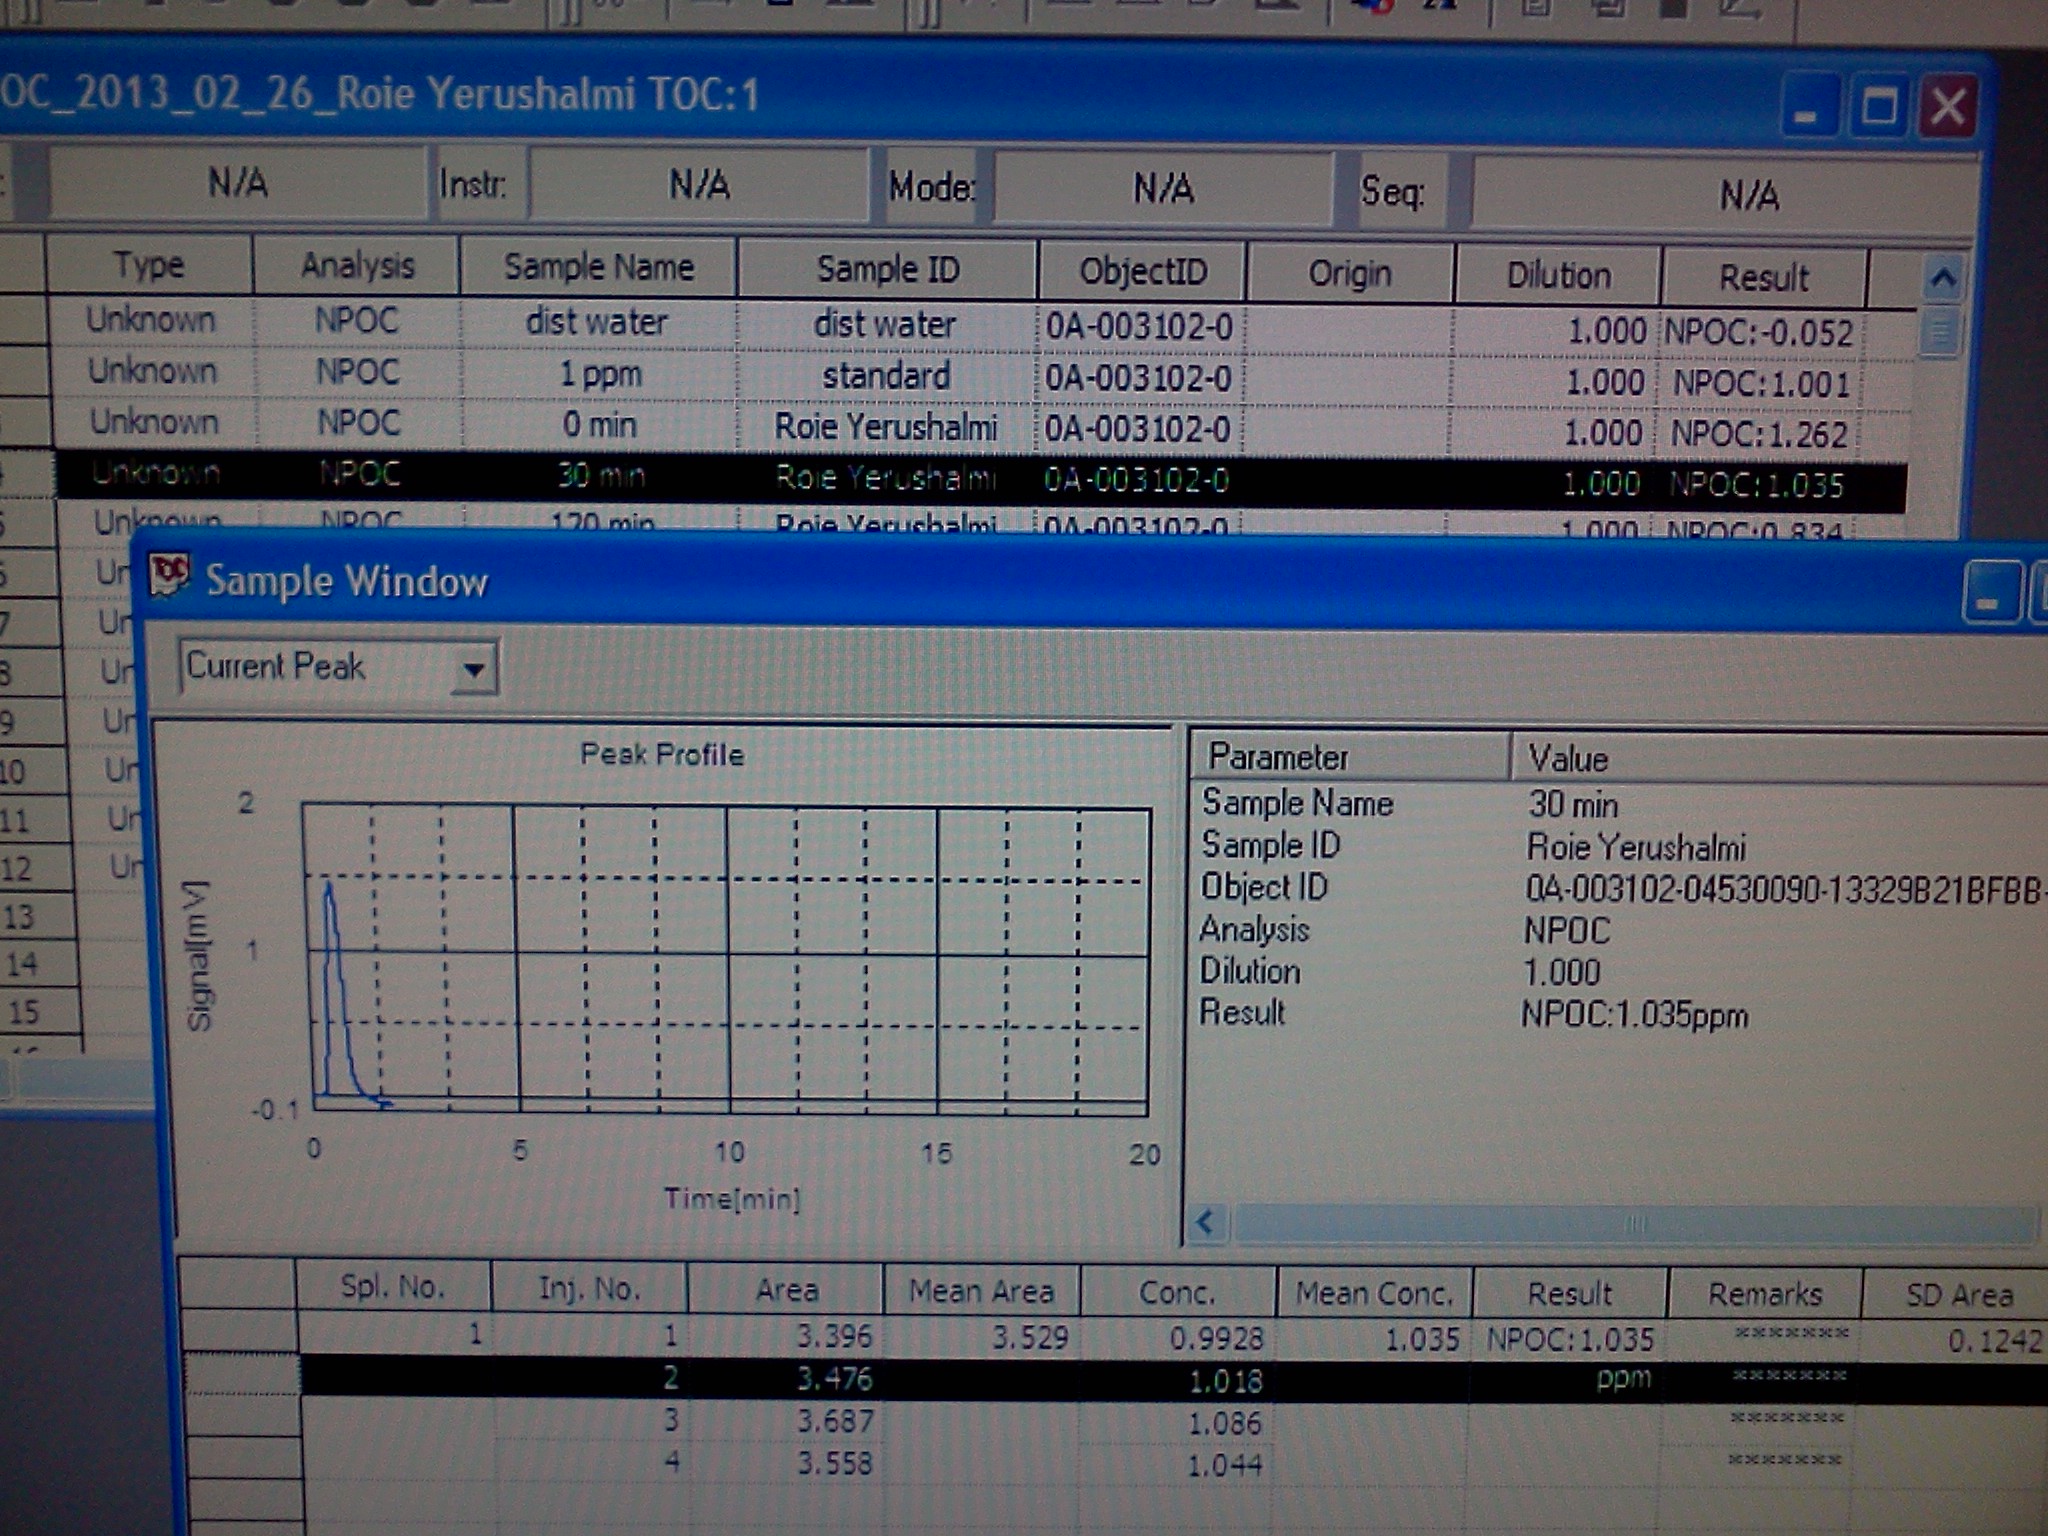 OC_2013_02_26_Roie Yerushalmi TOC:1
N/A Instr: N/A Mode: N/A Seq: N/A
Type Analysis Sample Name Sample ID ObjectID Origin Dilution Result
Unknown NPOC dist water dist water 0A-003102-0 1.000 NPOC:-0.052
Unknown NPOC 1 ppm standard 0A-003102-0 1.000 NPOC:1.001
Unknown NPOC 0 min Roie Yerushalmi 0A-003102-0 1.000 NPOC:1.262
Unknown NPOC 30 min Roie Yerushalmi 0A-003102-0 1.000 NPOC:1.035
Unknown NPOC 120 min Roie Yerushalmi 0A-003102-0 1.000 NPOC:0.834
6 Un
7 Un
8 Un
9 Un
10 Un
11 Un
12 Un
13
14
15
TOC Sample Window
Current Peak
Peak Profile
2
1
-0.1
Signal[mV]
0 5 10 15 20
Time[min]
Parameter Value
Sample Name 30 min
Sample ID Roie Yerushalmi
Object ID 0A-003102-04530090-13329B21BFBB-
Analysis NPOC
Dilution 1.000
Result NPOC:1.035ppm
Spl. No. Inj. No. Area Mean Area Conc. Mean Conc. Result Remarks SD Area
1 1 3.396 3.529 0.9928 1.035 NPOC:1.035 ******* 0.1242
2 3.476 1.018 ppm *******
3 3.687 1.086 *******
4 3.558 1.044 *******